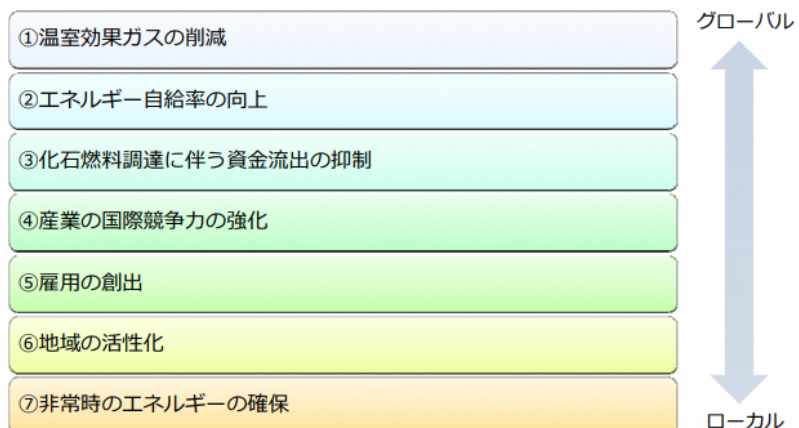 グローバル
①温室効果ガスの削減
②エネルギー自給率の向上
③化石燃料調達に伴う資金流出の抑制
④産業の国際競争力の強化
⑤雇用の創出
⑥地域の活性化
⑦非常時のエネルギーの確保
ローカル